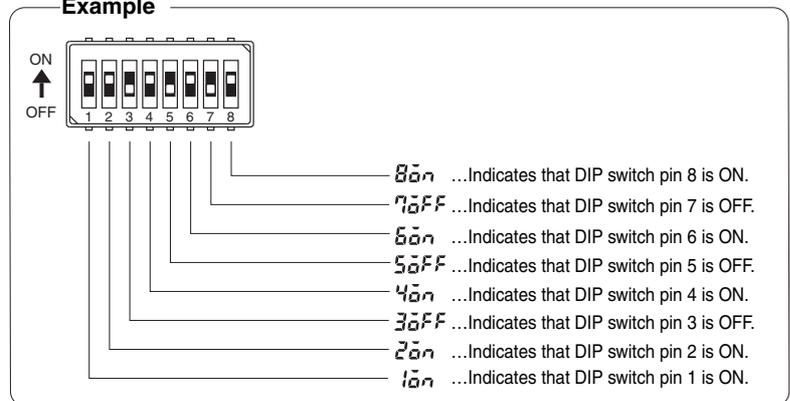 Example
ON
OFF
1 2 3 4 5 6 7 8
8on ...Indicates that DIP switch pin 8 is ON.
7oFF ...Indicates that DIP switch pin 7 is OFF.
6on ...Indicates that DIP switch pin 6 is ON.
5oFF ...Indicates that DIP switch pin 5 is OFF.
4on ...Indicates that DIP switch pin 4 is ON.
3oFF ...Indicates that DIP switch pin 3 is OFF.
2on ...Indicates that DIP switch pin 2 is ON.
1on ...Indicates that DIP switch pin 1 is ON.